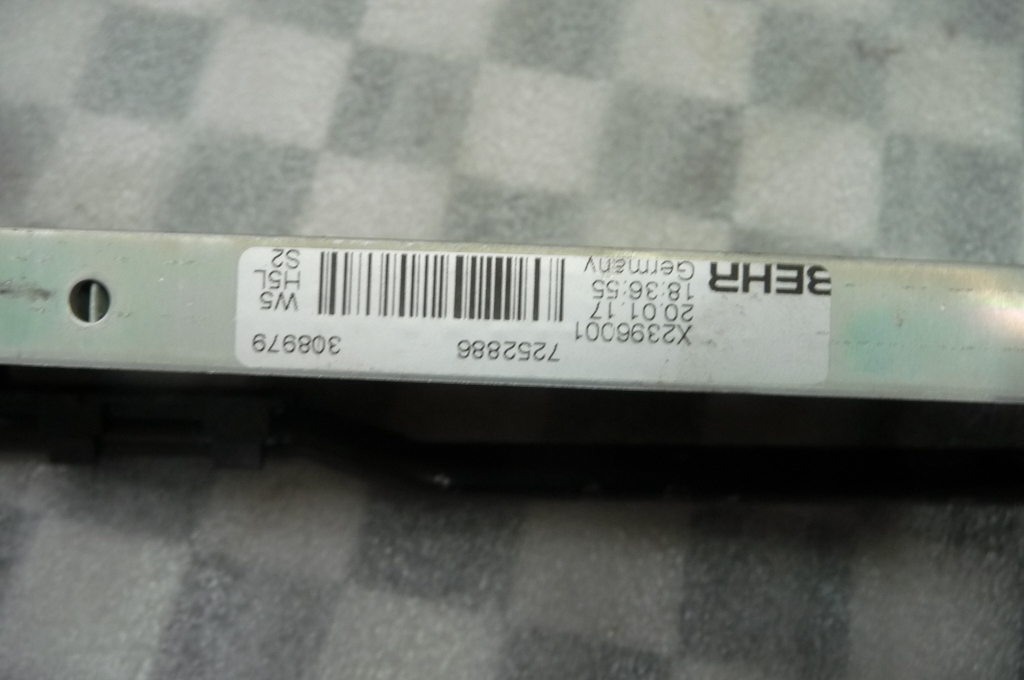 BEHR
Germany
18:36:55
20.01.17
X2396001
7252886
308979
S2
H5L
W5